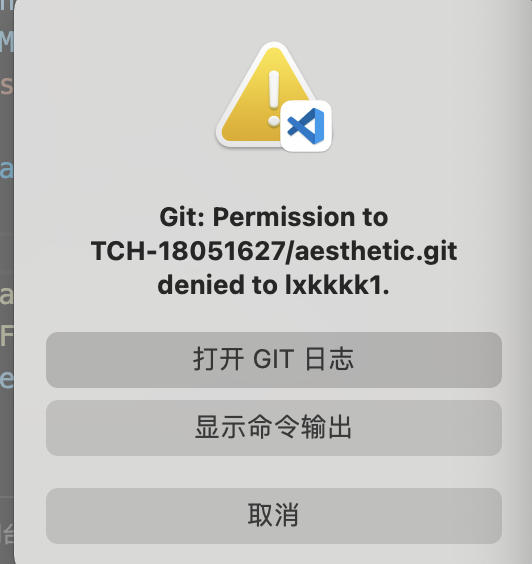 Git: Permission to
TCH-18051627/aesthetic.git
denied to lxkkkk1.
打开 GIT 日志
显示命令输出
取消